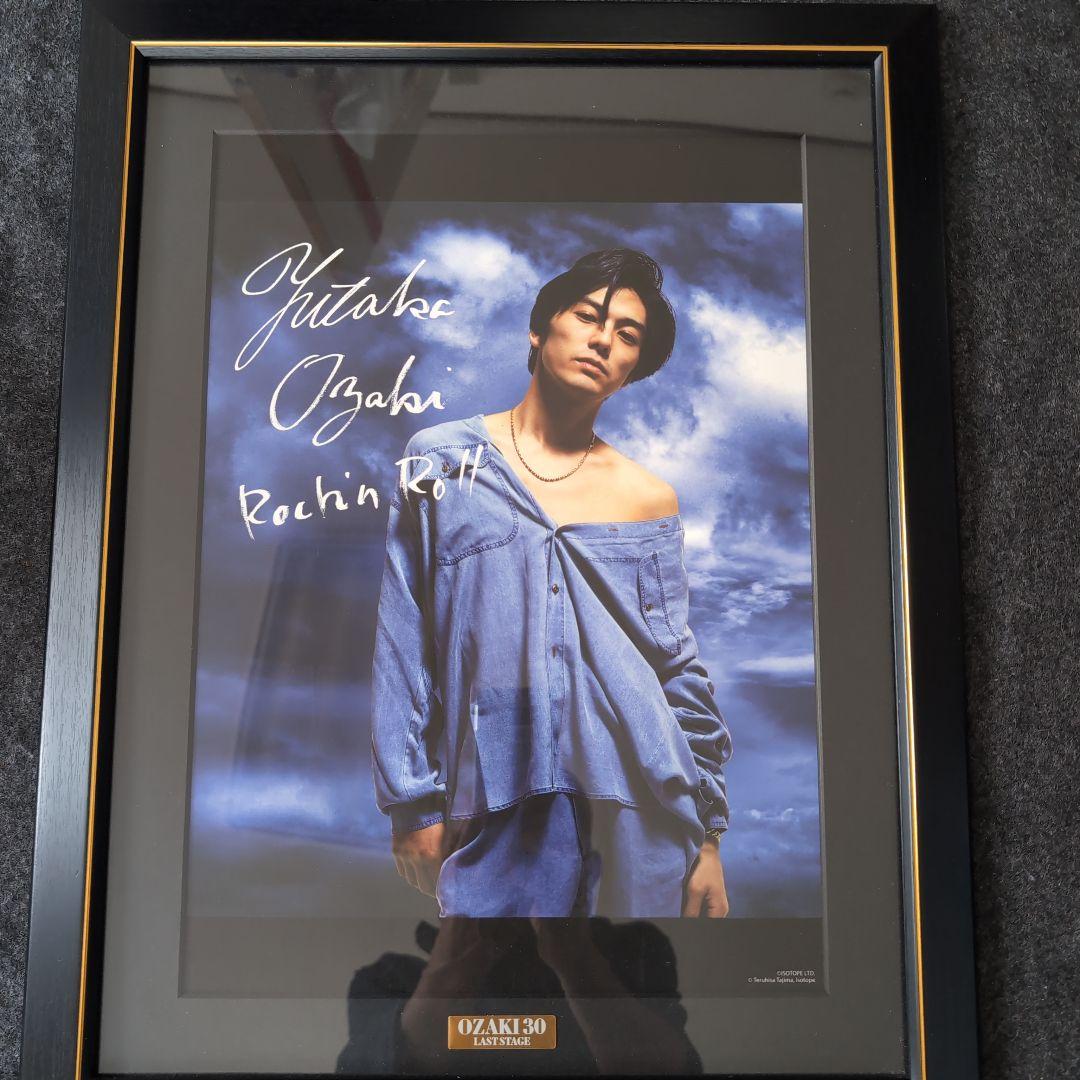 Yutaka
Ozaki
Rock'n Roll
©ISOTOPE LTD.
© Teruhisa Tajima, Isotope
OZAKI 30
LAST STAGE